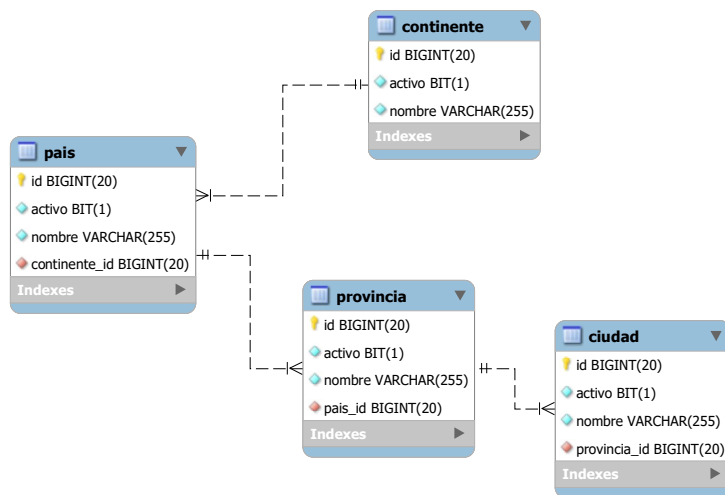 continente
id BIGINT(20)
activo BIT(1)
nombre VARCHAR(255)
Indexes
pais
id BIGINT(20)
activo BIT(1)
nombre VARCHAR(255)
continente_id BIGINT(20)
Indexes
provincia
id BIGINT(20)
activo BIT(1)
nombre VARCHAR(255)
pais_id BIGINT(20)
Indexes
ciudad
id BIGINT(20)
activo BIT(1)
nombre VARCHAR(255)
provincia_id BIGINT(20)
Indexes